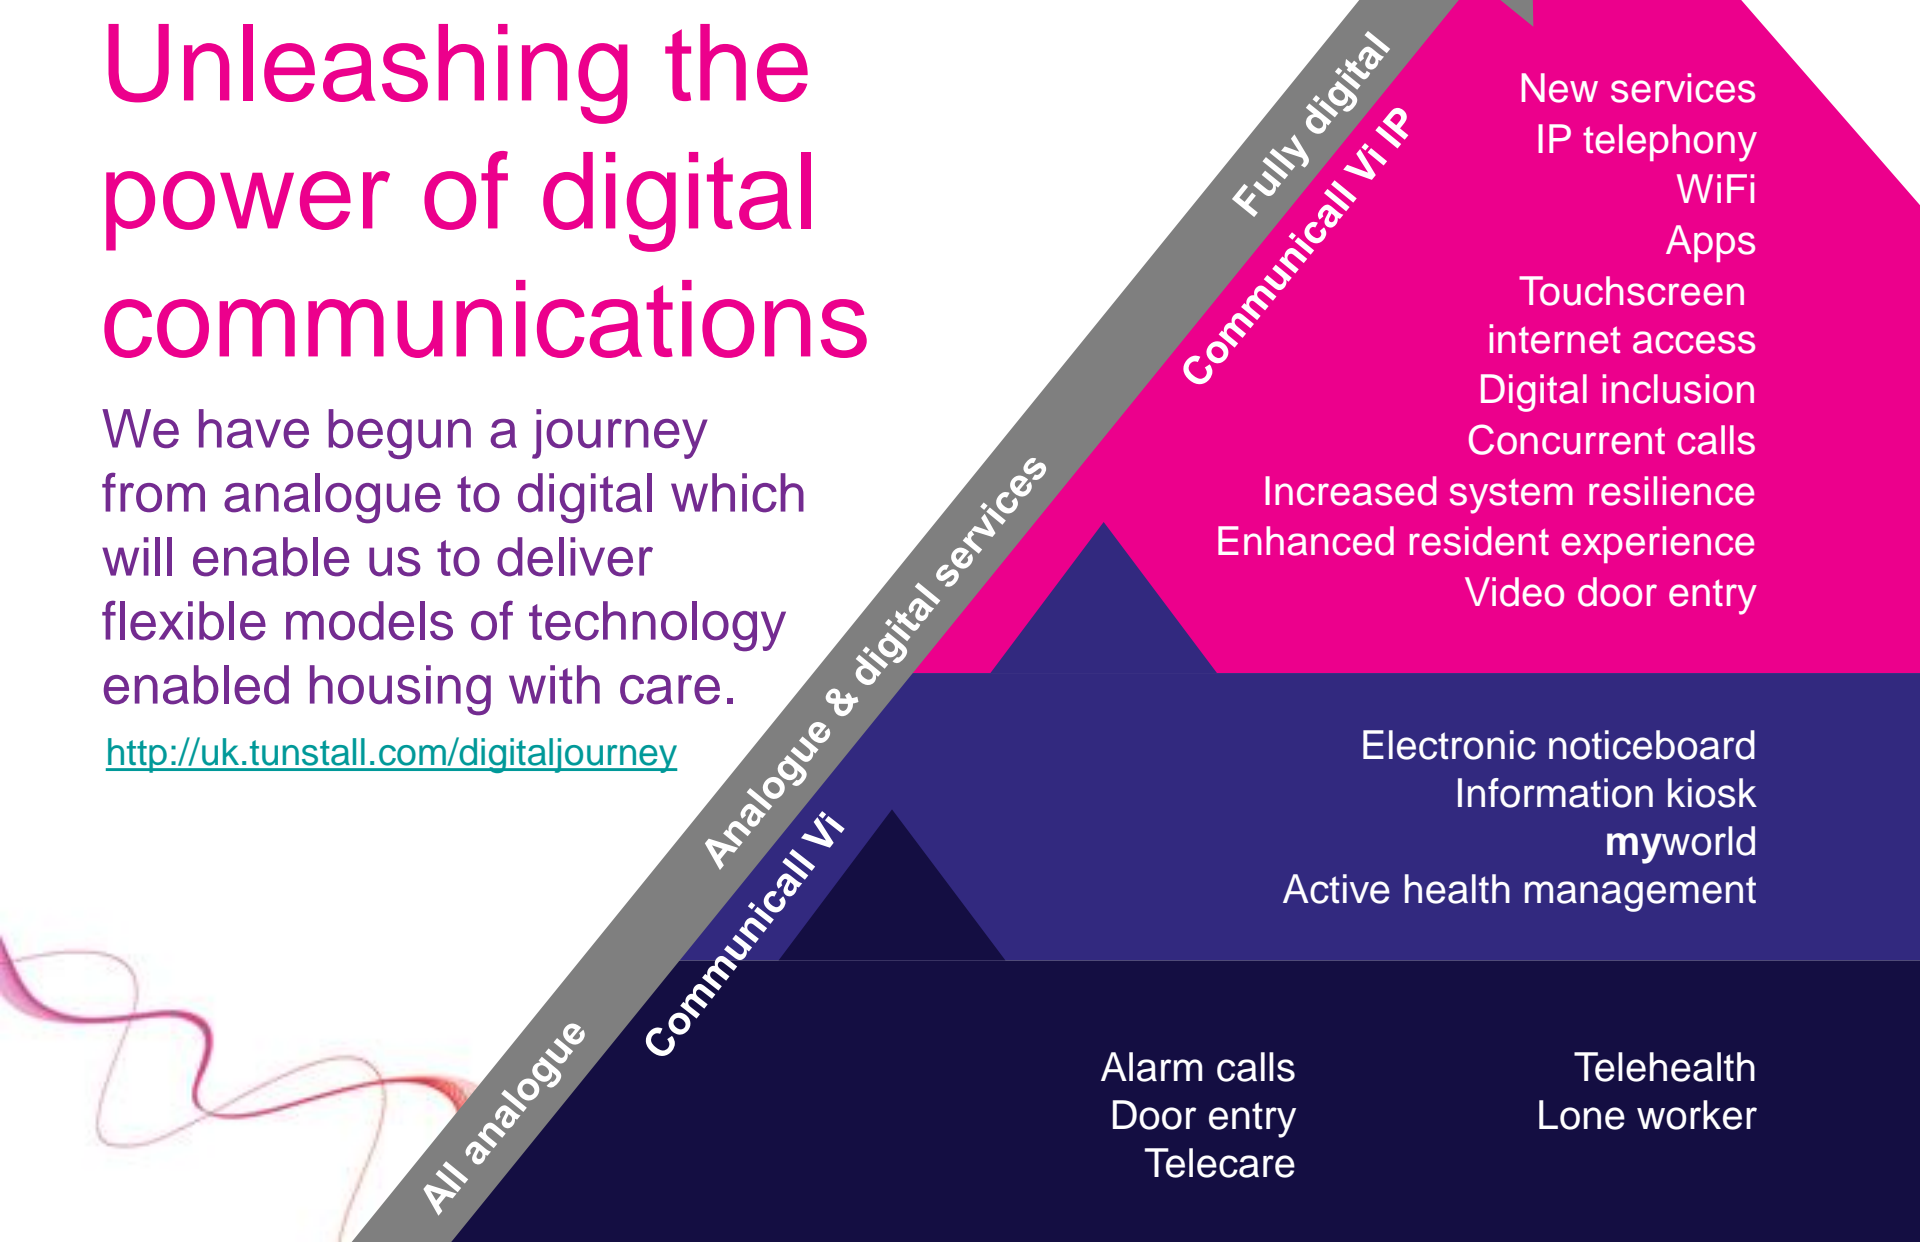 Unleashing the
power of digital
communications
We have begun a journey
from analogue to digital which
will enable us to deliver
flexible models of technology
enabled housing with care.
http://uk.tunstall.com/digitaljourney
Fully digital
Communicall Vi IP
New services
IP telephony
WiFi
Apps
Touchscreen
internet access
Digital inclusion
Concurrent calls
Increased system resilience
Enhanced resident experience
Video door entry
Analogue & digital services
Communicall Vi
Electronic noticeboard
Information kiosk
myworld
Active health management
All analogue
Alarm calls
Door entry
Telecare
Telehealth
Lone worker